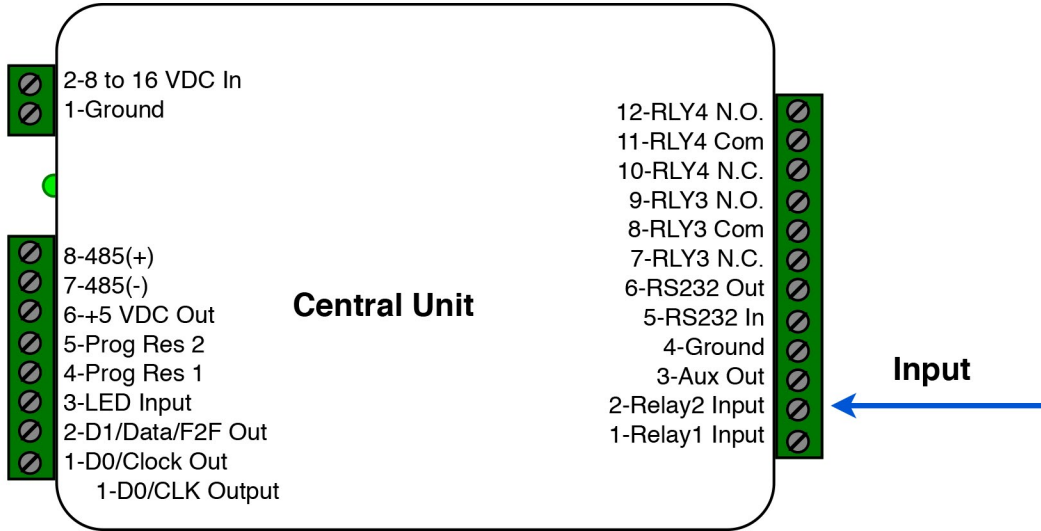 2-8 to 16 VDC In
1-Ground
8-485(+)
7-485(-)
6-+5 VDC Out
5-Prog Res 2
4-Prog Res 1
3-LED Input
2-D1/Data/F2F Out
1-D0/Clock Out
1-D0/CLK Output
Central Unit
12-RLY4 N.O.
11-RLY4 Com
10-RLY4 N.C.
9-RLY3 N.O.
8-RLY3 Com
7-RLY3 N.C.
6-RS232 Out
5-RS232 In
4-Ground
3-Aux Out
2-Relay2 Input
1-Relay1 Input
Input